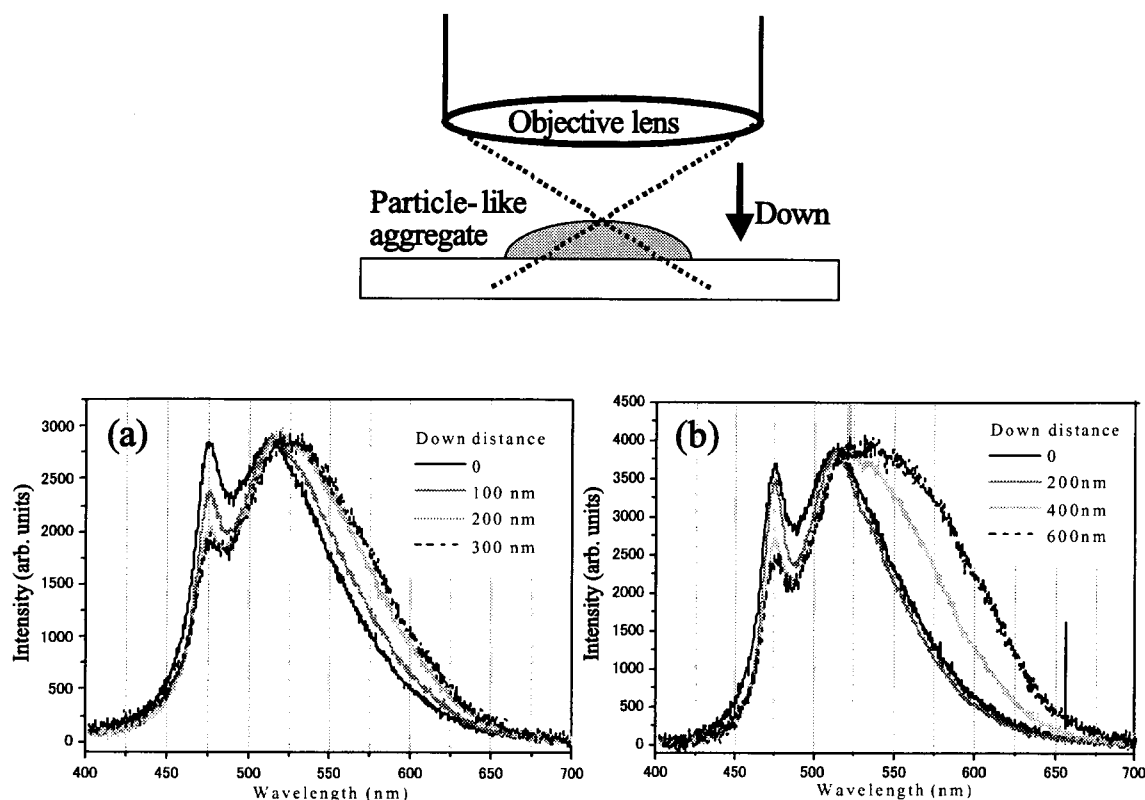 Objective lens
Particle-like
aggregate
Down
(a)
Down distance
0
100 nm
200 nm
300 nm
3000
2500
2000
1500
1000
500
0
Intensity (arb. units)
400
450
500
550
600
650
700
Wavelength (nm)
(b)
Down distance
0
200nm
400nm
600nm
4500
4000
3500
3000
2500
2000
1500
1000
500
0
Intensity (arb. units)
400
450
500
550
600
650
700
Wavelength (nm)